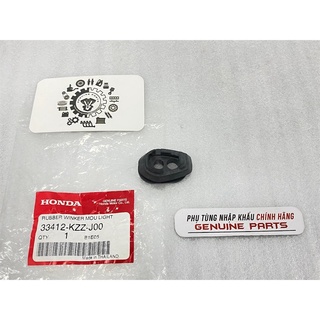 HONDA
RUBBER WINKER MOU LIGHT
33412-KZZ-J00
QTY
1
Made in THAILAND
PHỤ TÙNG NHẬP KHẨU CHÍNH HÃNG
GENUINE PARTS